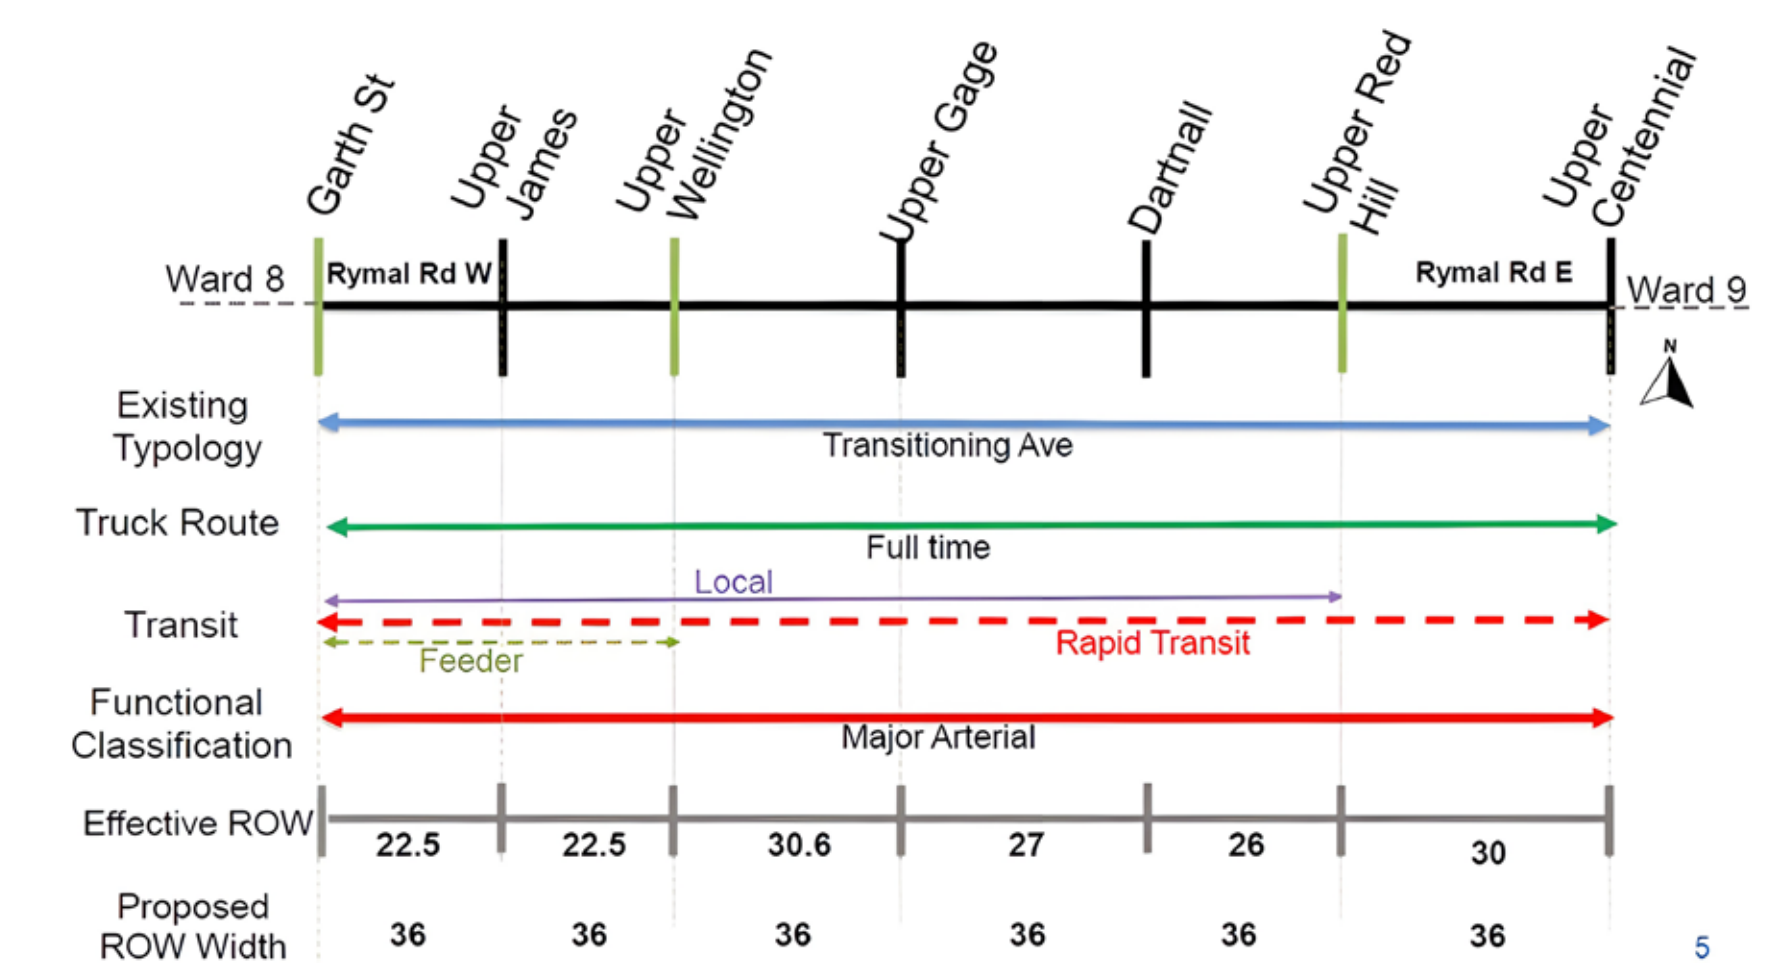 Garth St
Upper
James
Upper
Wellington
Upper Gage
Dartnall
Upper Red
Hill
Upper
Centennial
Ward 8
Rymal Rd W
Rymal Rd E
Ward 9
N
Existing
Typology
Transitioning Ave
Truck Route
Full time
Local
Transit
Rapid Transit
Feeder
Functional
Classification
Major Arterial
Effective ROW
22.5 22.5 30.6 27 26 30
Proposed
ROW Width
36 36 36 36 36 36
5